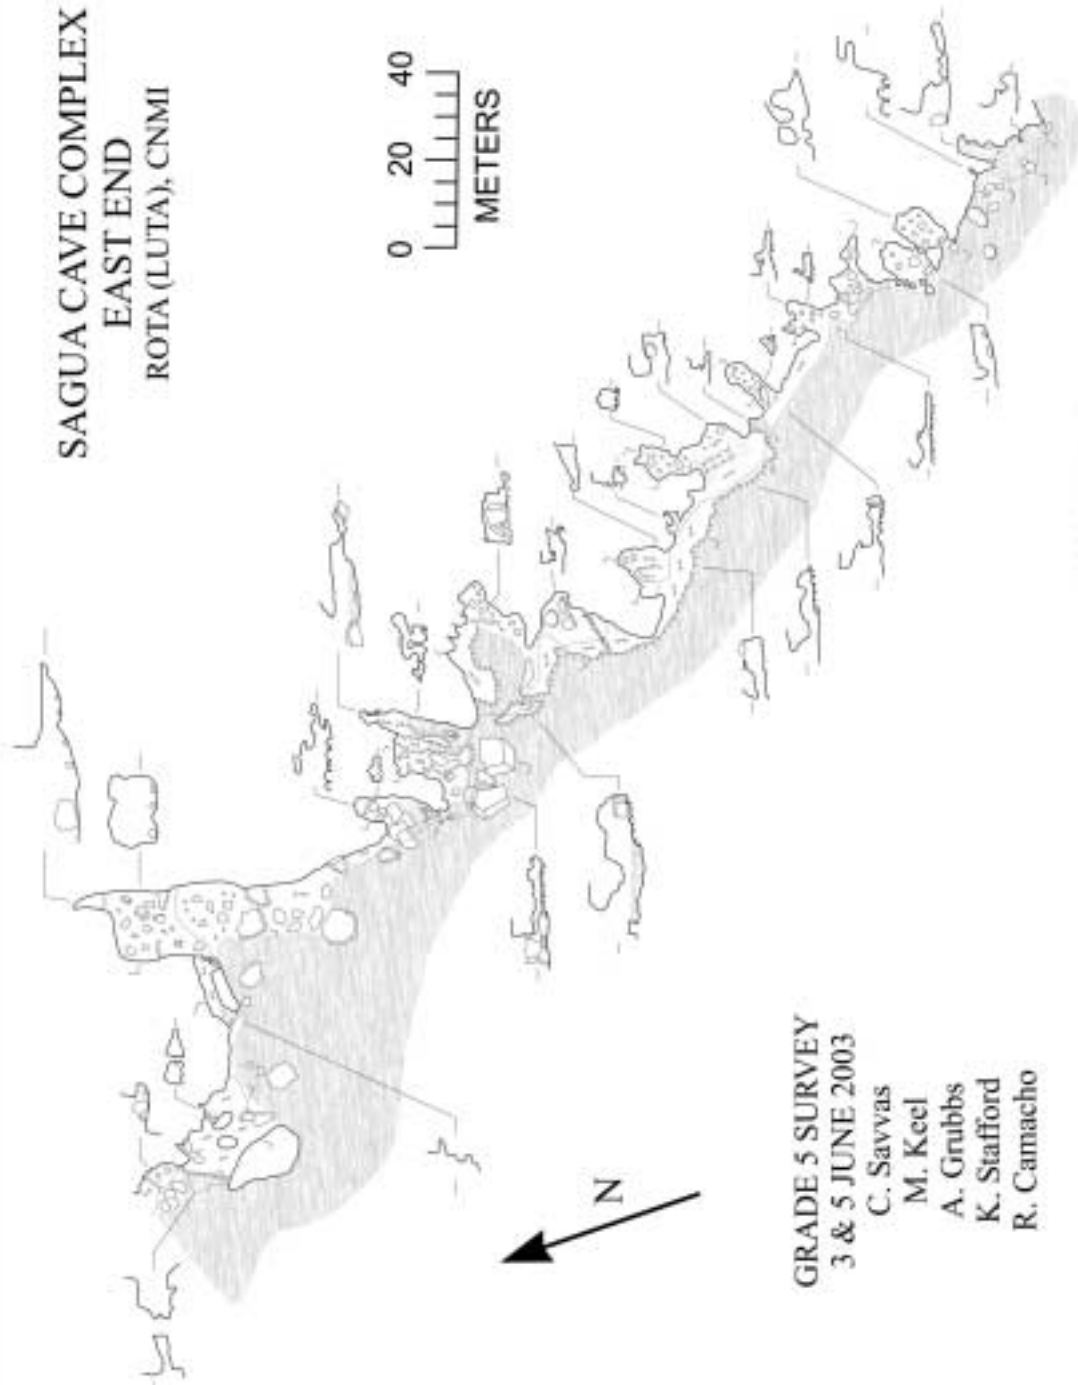 SAGUA CAVE COMPLEX
EAST END
ROTA (LUTA), CNMI
0 20 40
METERS
N
GRADE 5 SURVEY
3 & 5 JUNE 2003
C. Savvas
M. Keel
A. Grubbs
K. Stafford
R. Camacho